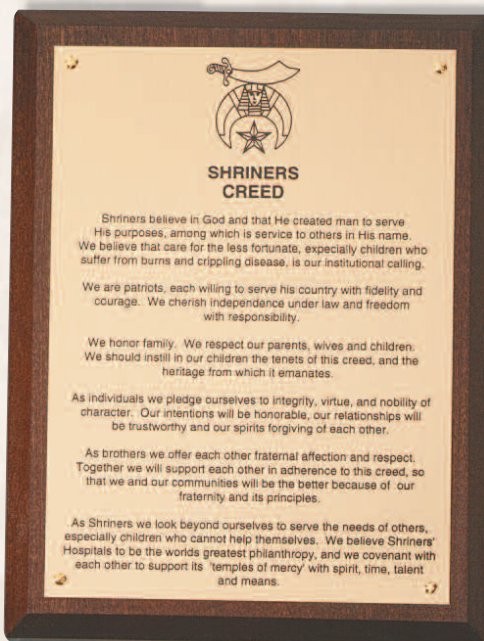 SHRINERS
CREED
Shriners believe in God and that He created man to serve
His purposes, among which is service to others in His name.
We believe that care for the less fortunate, expecially children who
suffer from burns and crippling disease, is our institutional calling.
We are patriots, each willing to serve his country with fidelity and
courage. We cherish independence under law and freedom
with responsibility.
We honor family. We respect our parents, wives and children.
We should instill in our children the tenets of this creed, and the
heritage from which it emanates.
As individuals we pledge ourselves to integrity, virtue, and nobility of
character. Our intentions will be honorable, our relationships will
be trustworthy and our spirits forgiving of each other.
As brothers we offer each other fraternal affection and respect.
Together we will support each other in adherence to this creed, so
that we and our communities will be the better because of our
fraternity and its principles.
As Shriners we look beyond ourselves to serve the needs of others,
especially children who cannot help themselves. We believe Shriners'
Hospitals to be the worlds greatest philanthropy, and we covenant with
each other to support its 'temples of mercy' with spirit, time, talent
and means.